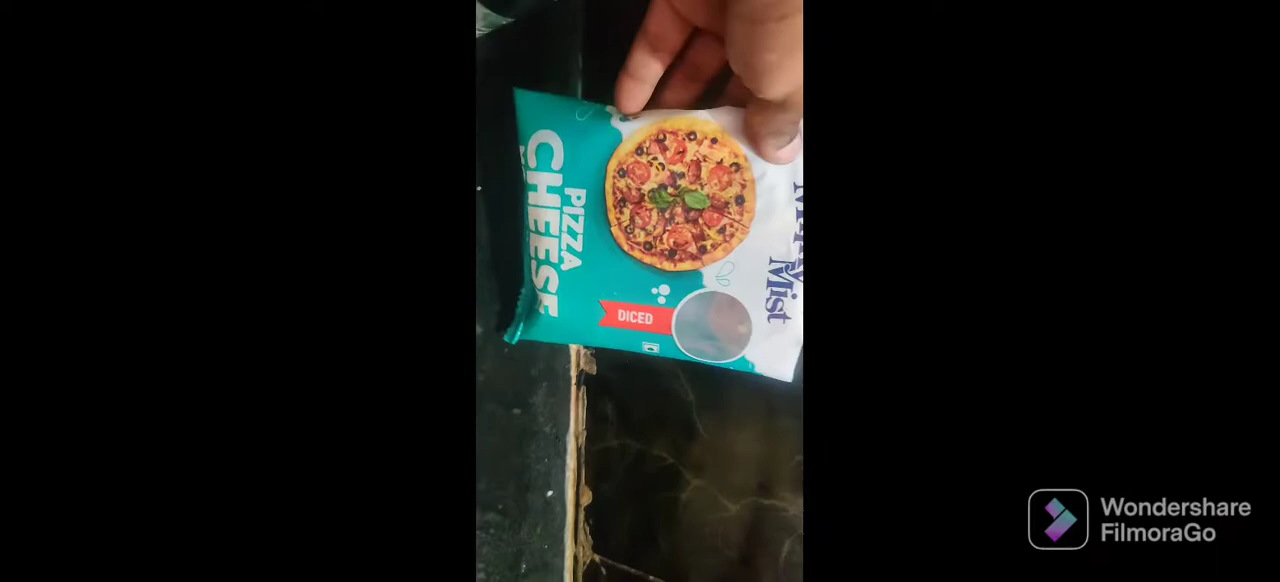 Mist
PIZZA
CHEESE
DICED
Wondershare
FilmoraGo